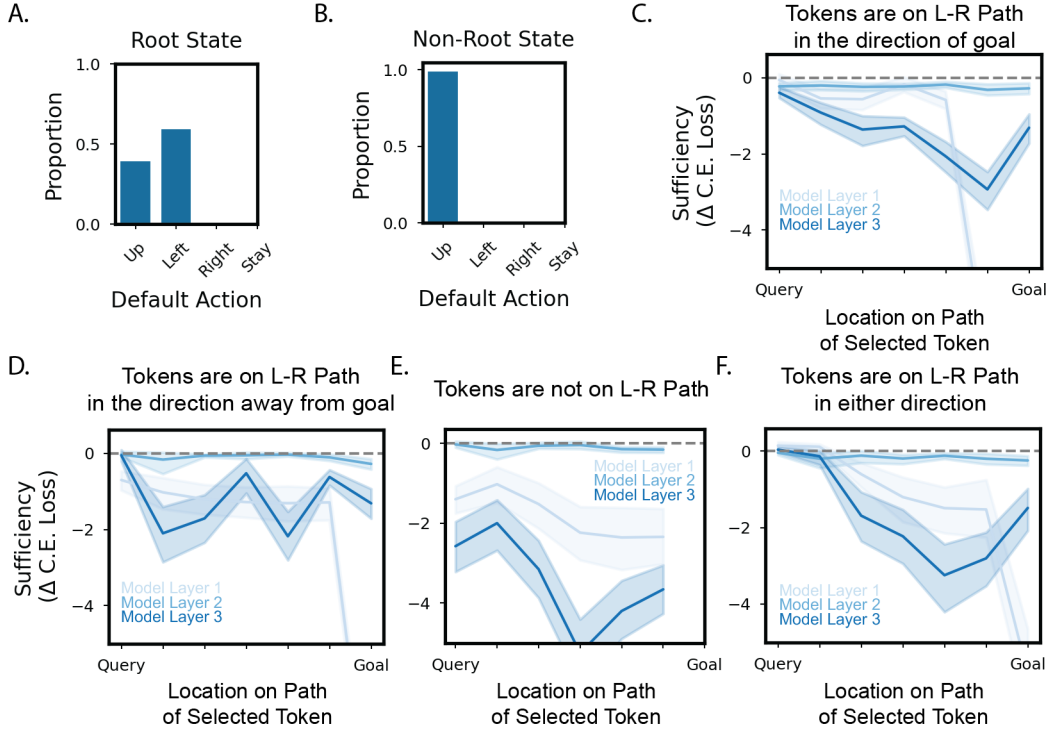 A.
Root State
1.0
0.5
0.0
Proportion
Up
Left
Right
Stay
Default Action
B.
Non-Root State
1.0
0.5
0.0
Proportion
Up
Left
Right
Stay
Default Action
C.
Tokens are on L-R Path
in the direction of goal
0
−2
−4
Sufficiency
(Δ C.E. Loss)
Model Layer 1
Model Layer 2
Model Layer 3
Query
Goal
Location on Path
of Selected Token
D.
Tokens are on L-R Path
in the direction away from goal
0
−2
−4
Sufficiency
(Δ C.E. Loss)
Model Layer 1
Model Layer 2
Model Layer 3
Query
Goal
Location on Path
of Selected Token
E.
Tokens are not on L-R Path
0
−2
−4
Model Layer 1
Model Layer 2
Model Layer 3
Query
Goal
Location on Path
of Selected Token
F.
Tokens are on L-R Path
in either direction
0
−2
−4
Model Layer 1
Model Layer 2
Model Layer 3
Query
Goal
Location on Path
of Selected Token